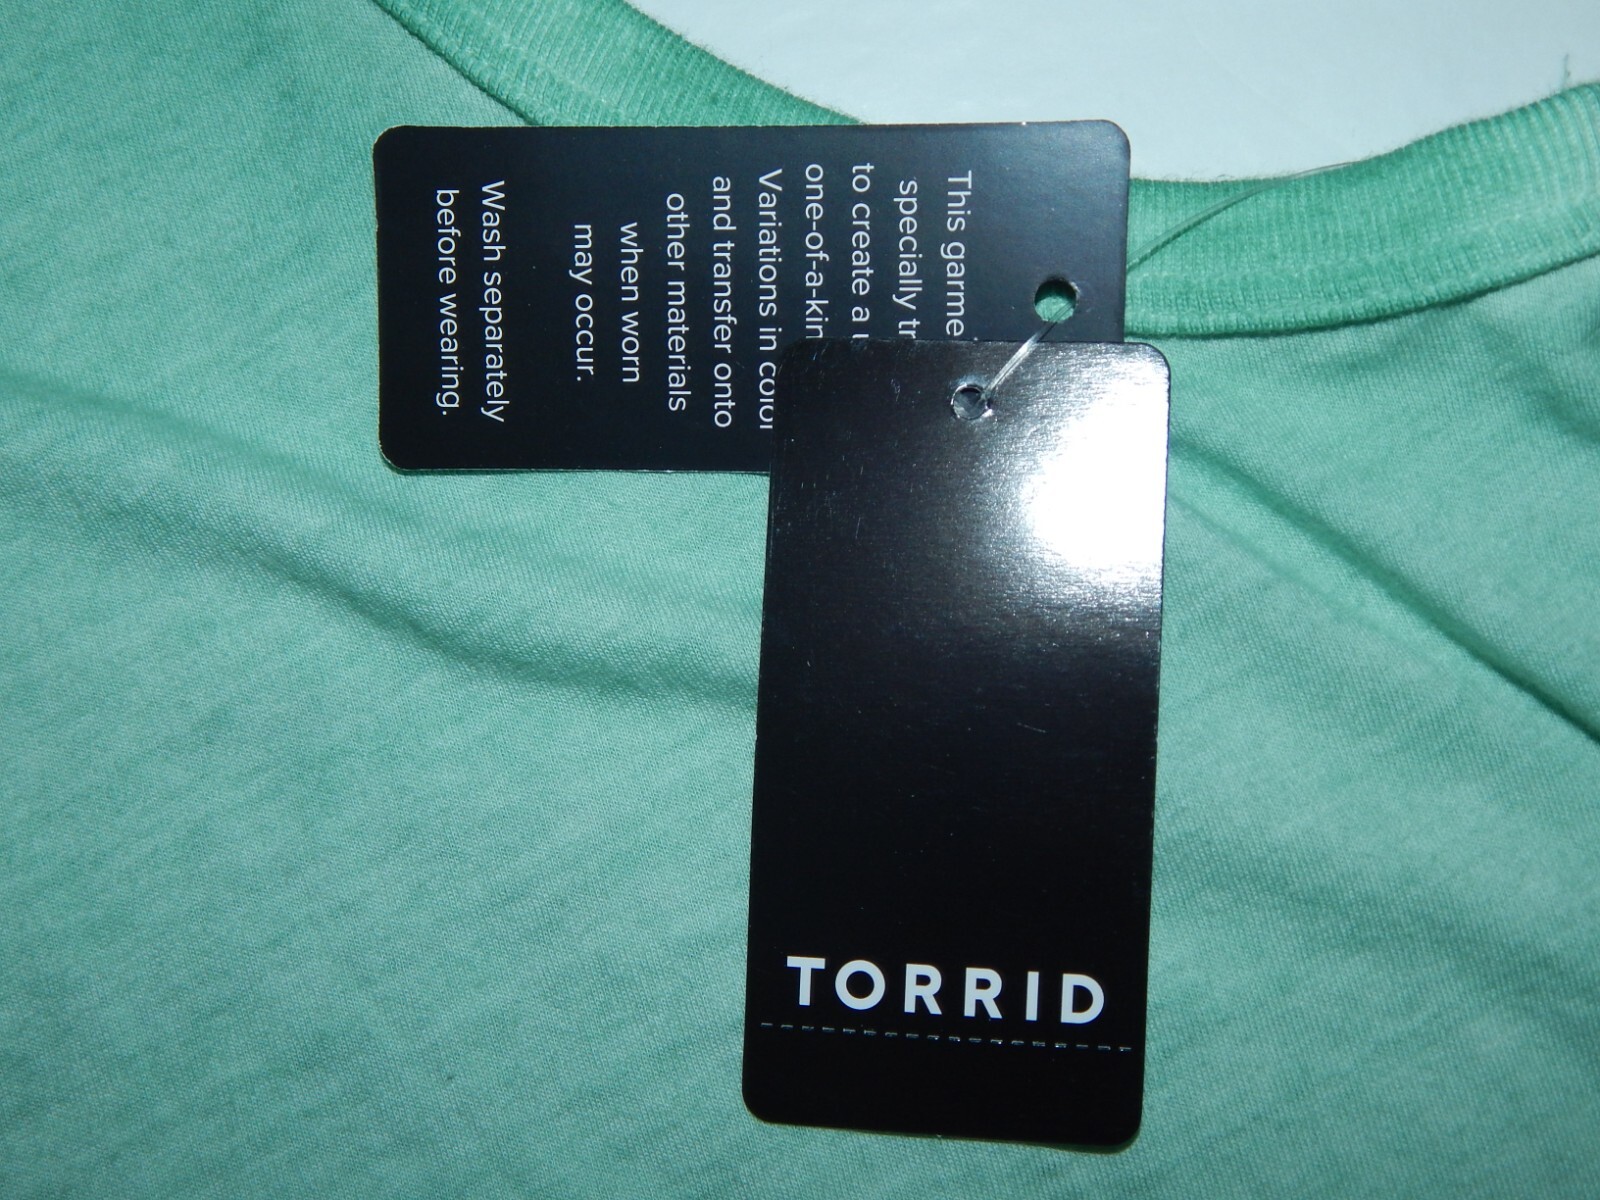 This garme
specially tr
to create a
one-of-a-kin
Variations in color
and transfer onto
other materials
when worn
may occur.
Wash separately
before wearing.
TORRID